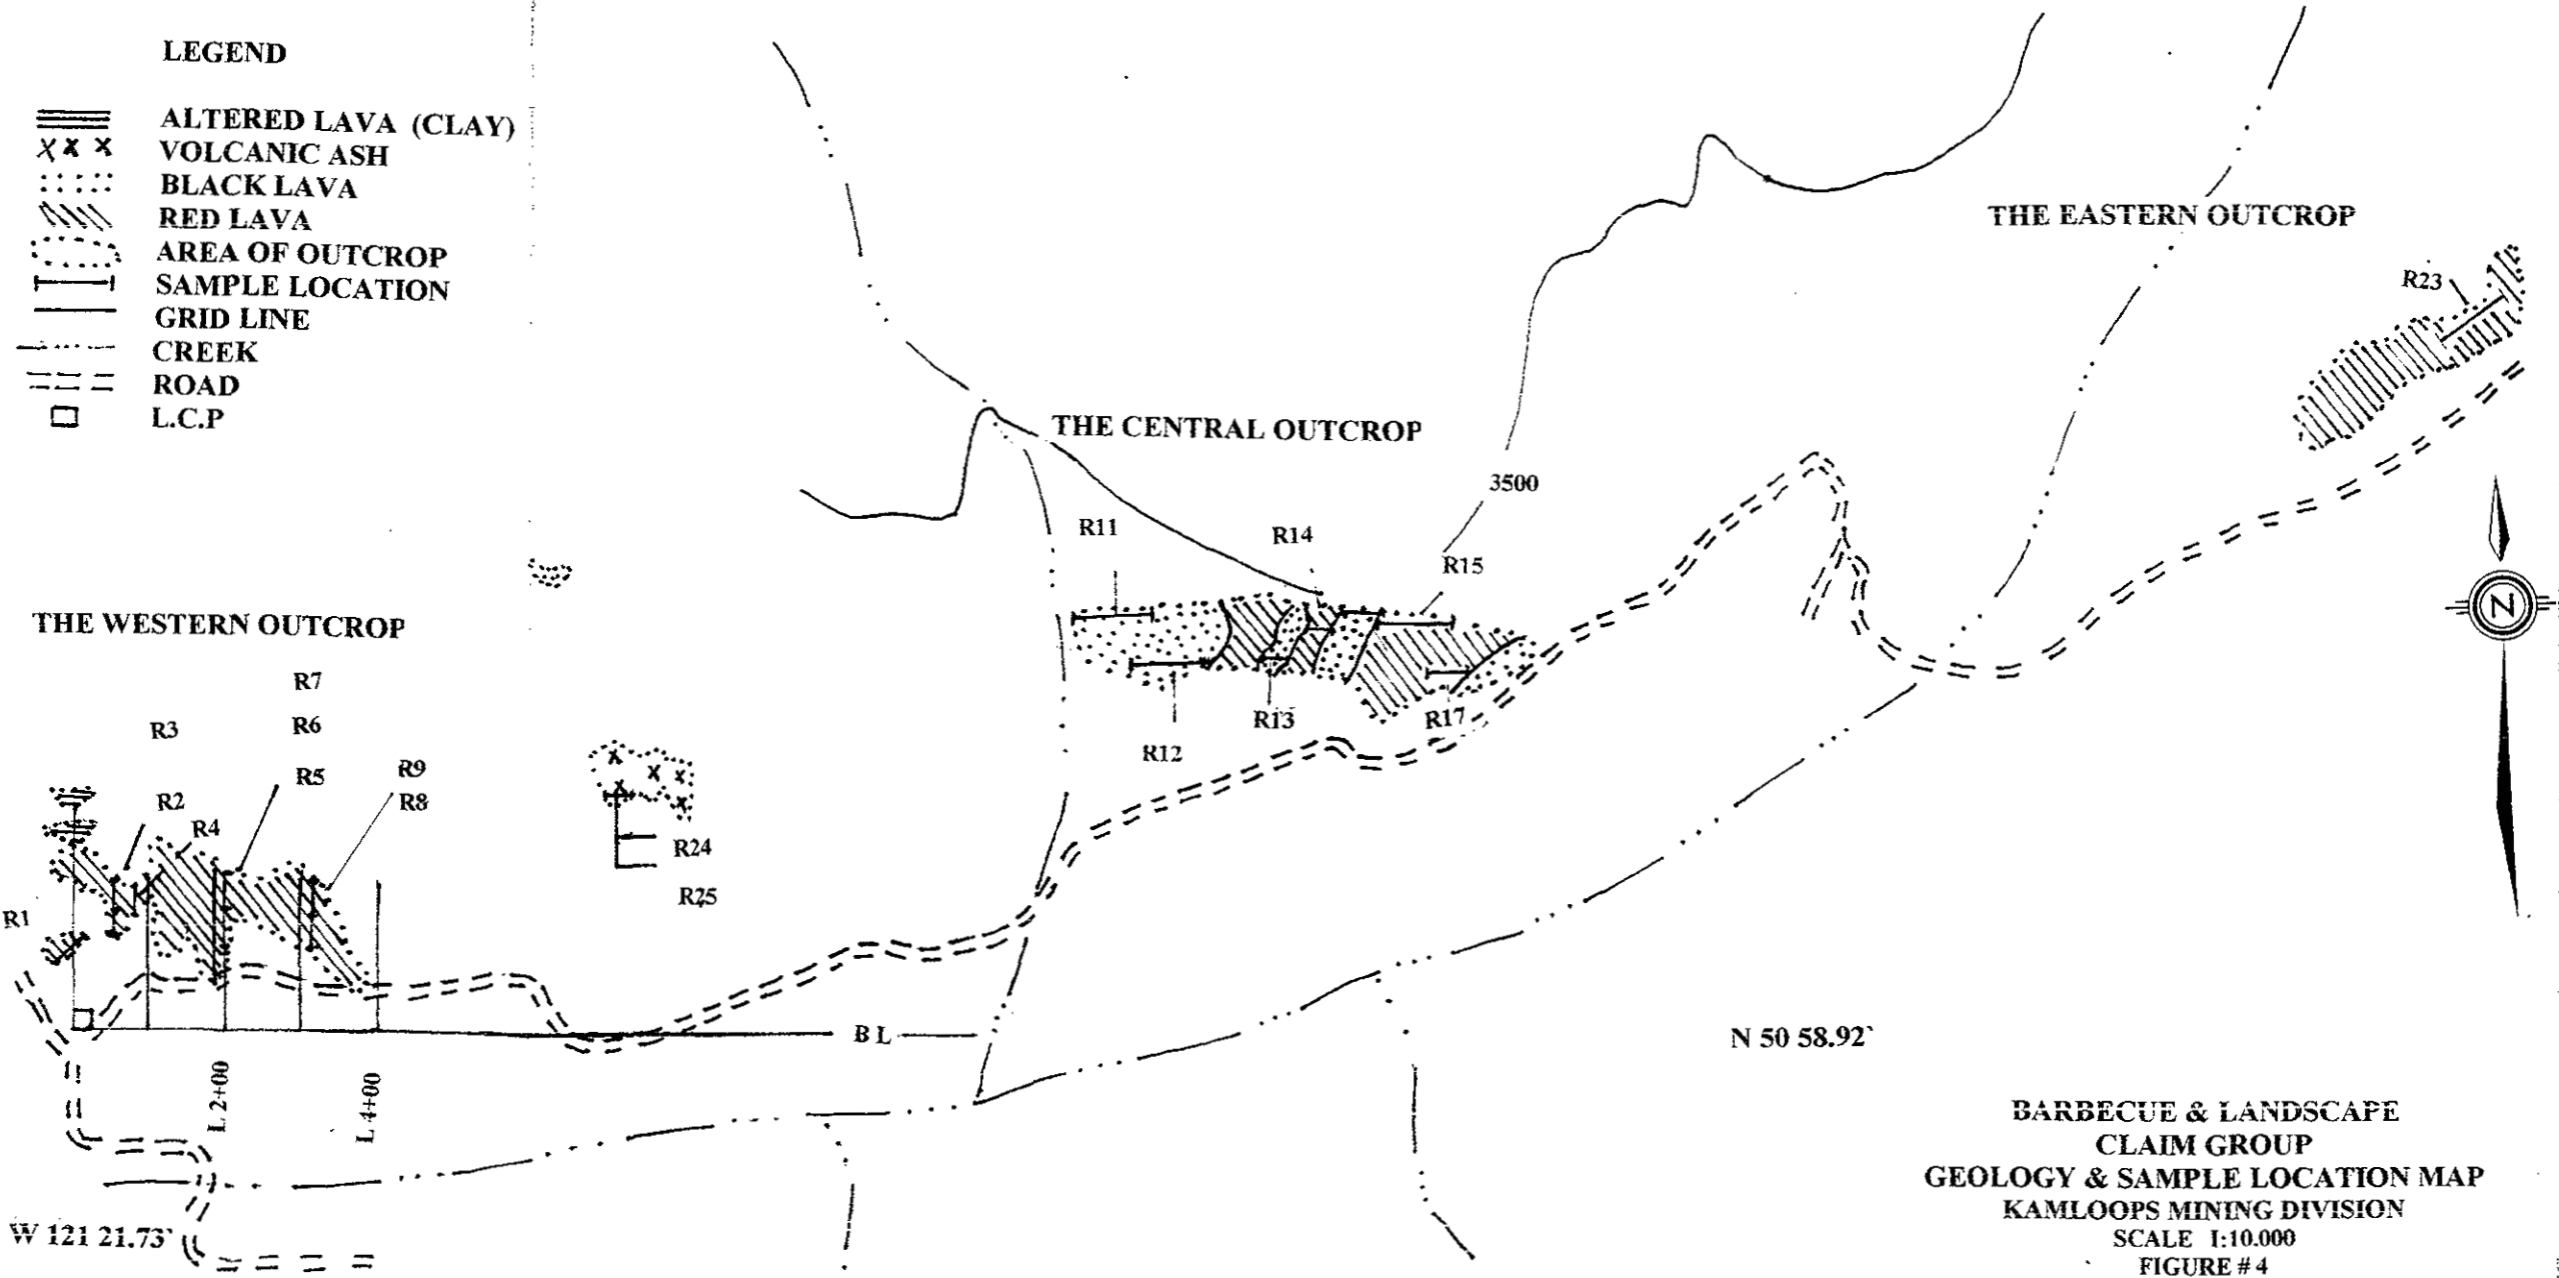 LEGEND
ALTERED LAVA (CLAY)
VOLCANIC ASH
BLACK LAVA
RED LAVA
AREA OF OUTCROP
SAMPLE LOCATION
GRID LINE
CREEK
ROAD
L.C.P
THE EASTERN OUTCROP
R23
THE CENTRAL OUTCROP
3500
R11
R14
R15
R12
R13
R17
N
THE WESTERN OUTCROP
R7
R3
R6
R5
R9
R2
R8
R4
R1
R24
R25
B L
L 2+00
L 4+00
N 50 58.92`
W 121 21.73`
BARBECUE & LANDSCAPE
CLAIM GROUP
GEOLOGY & SAMPLE LOCATION MAP
KAMLOOPS MINING DIVISION
SCALE 1:10.000
FIGURE # 4